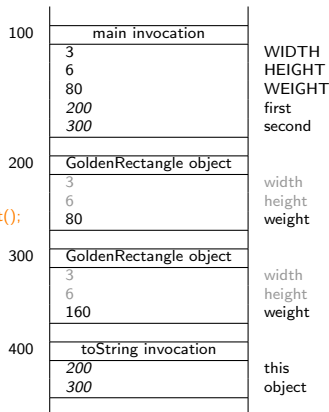 100 main invocation
3 WIDTH
6 HEIGHT
80 WEIGHT
200 first
300 second
200 GoldenRectangle object
3 width
6 height
t(); 80 weight
300 GoldenRectangle object
3 width
6 height
160 weight
400 toString invocation
200 this
300 object